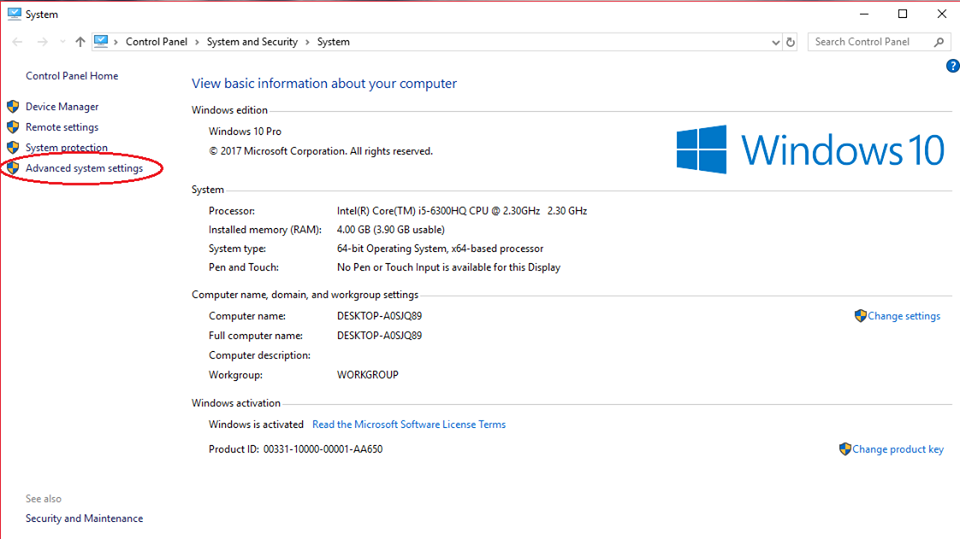 System
Control Panel > System and Security > System
Search Control Panel
?
Control Panel Home
Device Manager
Remote settings
System protection
Advanced system settings
See also
Security and Maintenance
View basic information about your computer
Windows edition
Windows 10 Pro
© 2017 Microsoft Corporation. All rights reserved.
Windows 10
System
Processor: Intel(R) Core(TM) i5-6300HQ CPU @ 2.30GHz 2.30 GHz
Installed memory (RAM): 4.00 GB (3.90 GB usable)
System type: 64-bit Operating System, x64-based processor
Pen and Touch: No Pen or Touch Input is available for this Display
Computer name, domain, and workgroup settings
Computer name: DESKTOP-A0SJQ89
Change settings
Full computer name: DESKTOP-A0SJQ89
Computer description:
Workgroup: WORKGROUP
Windows activation
Windows is activated Read the Microsoft Software License Terms
Product ID: 00331-10000-00001-AA650
Change product key